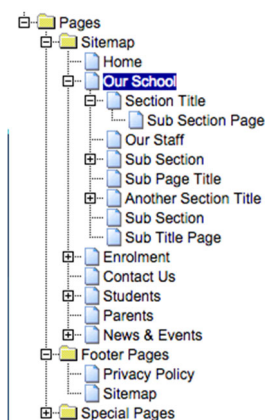 Pages
Sitemap
Home
Our School
Section Title
Sub Section Page
Our Staff
Sub Section
Sub Page Title
Another Section Title
Sub Section
Sub Title Page
Enrolment
Contact Us
Students
Parents
News & Events
Footer Pages
Privacy Policy
Sitemap
Special Pages